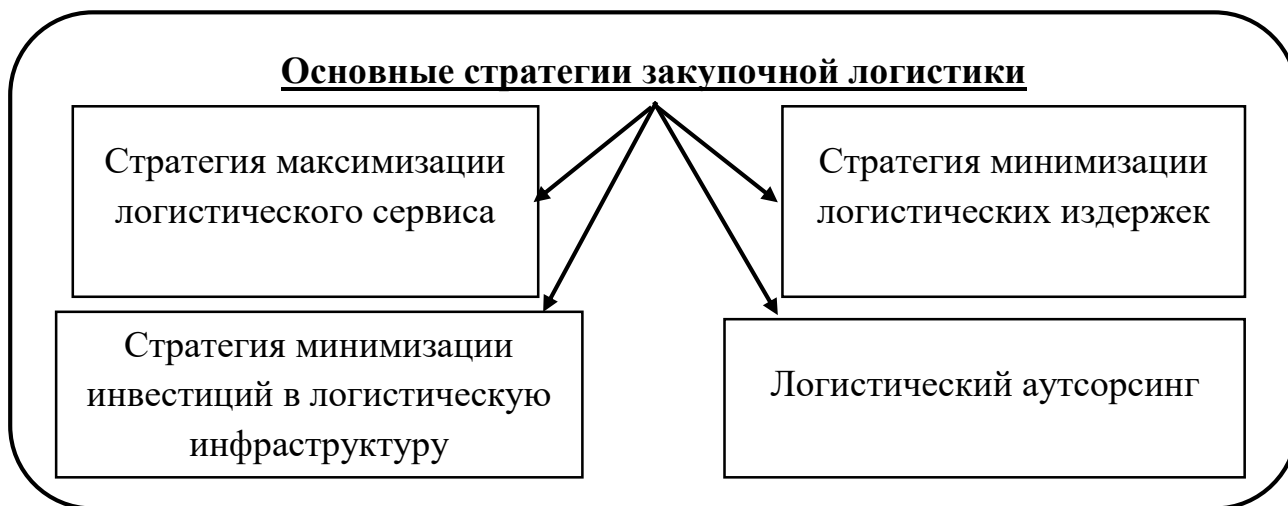 Основные стратегии закупочной логистики
Стратегия максимизации
логистического сервиса
Стратегия минимизации
логистических издержек
Стратегия минимизации
инвестиций в логистическую
инфраструктуру
Логистический аутсорсинг